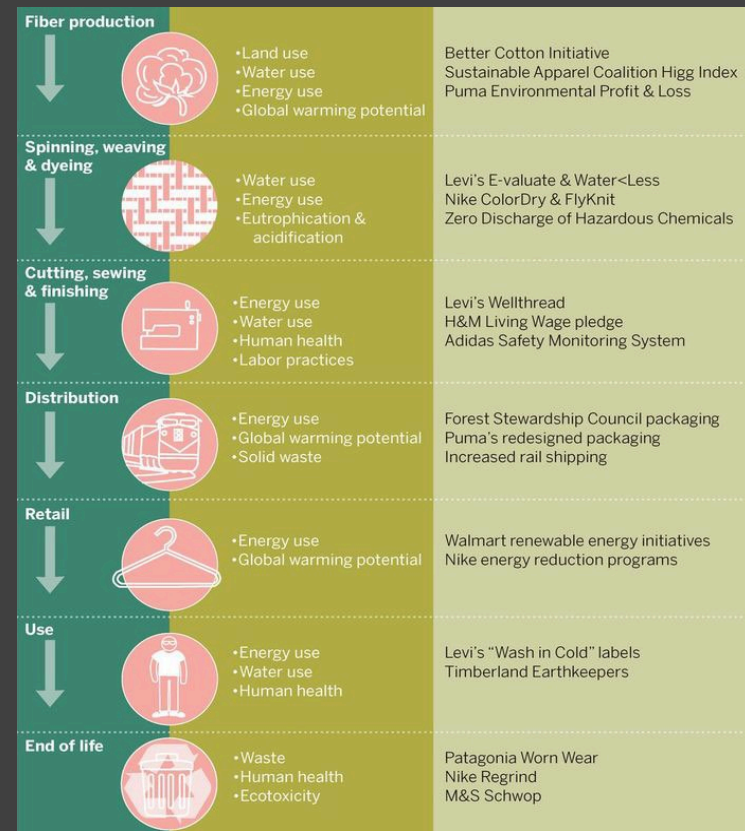 Fiber production
•Land use
•Water use
•Energy use
•Global warming potential
Better Cotton Initiative
Sustainable Apparel Coalition Higg Index
Puma Environmental Profit & Loss
Spinning, weaving
& dyeing
•Water use
•Energy use
•Eutrophication &
acidification
Levi's E-valuate & Water<Less
Nike ColorDry & FlyKnit
Zero Discharge of Hazardous Chemicals
Cutting, sewing
& finishing
•Energy use
•Water use
•Human health
•Labor practices
Levi's Wellthread
H&M Living Wage pledge
Adidas Safety Monitoring System
Distribution
•Energy use
•Global warming potential
•Solid waste
Forest Stewardship Council packaging
Puma's redesigned packaging
Increased rail shipping
Retail
•Energy use
•Global warming potential
Walmart renewable energy initiatives
Nike energy reduction programs
Use
•Energy use
•Water use
•Human health
Levi's “Wash in Cold” labels
Timberland Earthkeepers
End of life
•Waste
•Human health
•Ecotoxicity
Patagonia Worn Wear
Nike Regrind
M&S Schwop